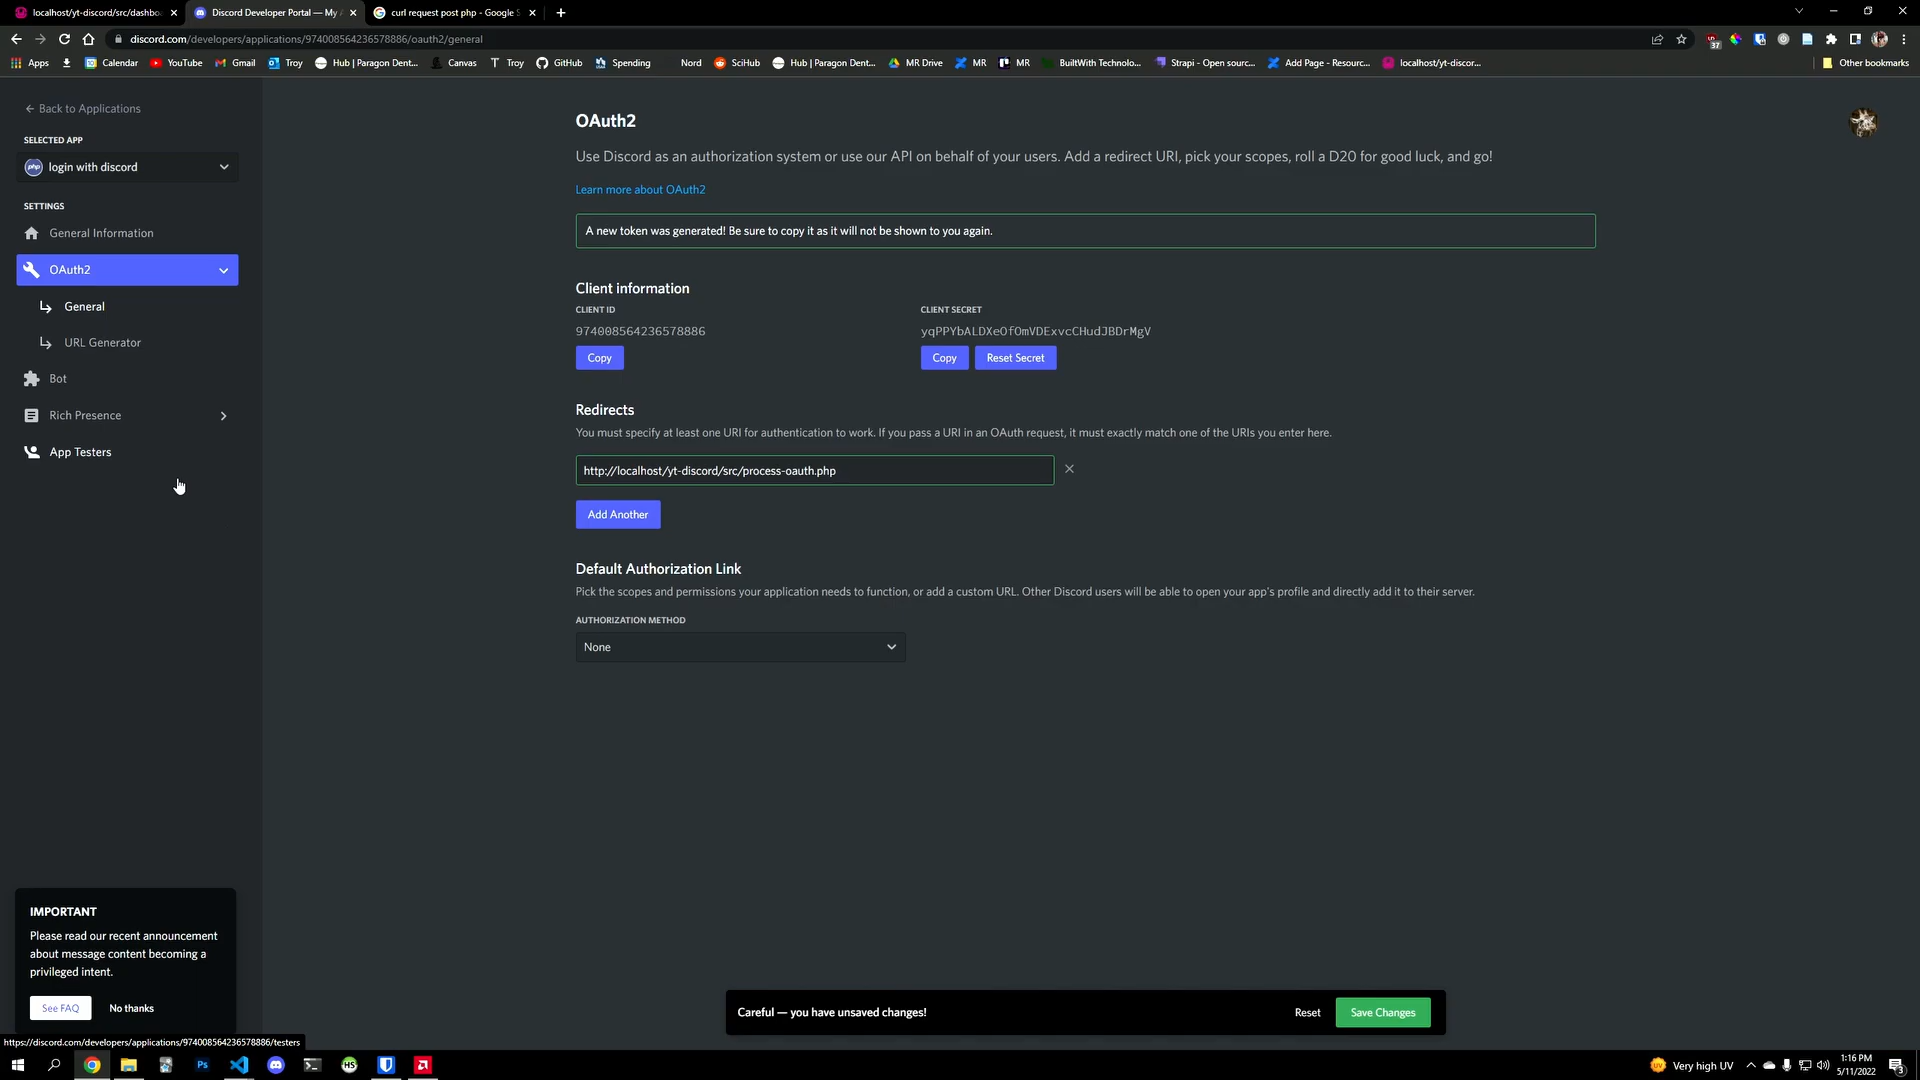 localhost/yt-discord/src/dashbo
Discord Developer Portal — My A
curl request post php - Google S
discord.com/developers/applications/974008564236578886/oauth2/general
37
Apps
Calendar
YouTube
Gmail
Troy
Hub | Paragon Dent...
Canvas
Troy
GitHub
Spending
Nord
SciHub
Hub | Paragon Dent...
MR Drive
MR
MR
BuiltWith Technolo...
Strapi - Open sourc...
Add Page - Resourc...
localhost/yt-discor...
Other bookmarks
Back to Applications
SELECTED APP
php
login with discord
SETTINGS
General Information
OAuth2
General
URL Generator
Bot
Rich Presence
App Testers
OAuth2
Use Discord as an authorization system or use our API on behalf of your users. Add a redirect URI, pick your scopes, roll a D20 for good luck, and go!
Learn more about OAuth2
A new token was generated! Be sure to copy it as it will not be shown to you again.
Client information
CLIENT ID
974008564236578886
Copy
CLIENT SECRET
yqPPYbALDXeOfOmVDExvcCHudJBDrMgV
Copy
Reset Secret
Redirects
You must specify at least one URI for authentication to work. If you pass a URI in an OAuth request, it must exactly match one of the URIs you enter here.
http://localhost/yt-discord/src/process-oauth.php
Add Another
Default Authorization Link
Pick the scopes and permissions your application needs to function, or add a custom URL. Other Discord users will be able to open your app's profile and directly add it to their server.
AUTHORIZATION METHOD
None
IMPORTANT
Please read our recent announcement
about message content becoming a
privileged intent.
See FAQ
No thanks
Careful — you have unsaved changes!
Reset
Save Changes
https://discord.com/developers/applications/974008564236578886/testers
Ps
HS
Very high UV
1:16 PM
5/11/2022
3